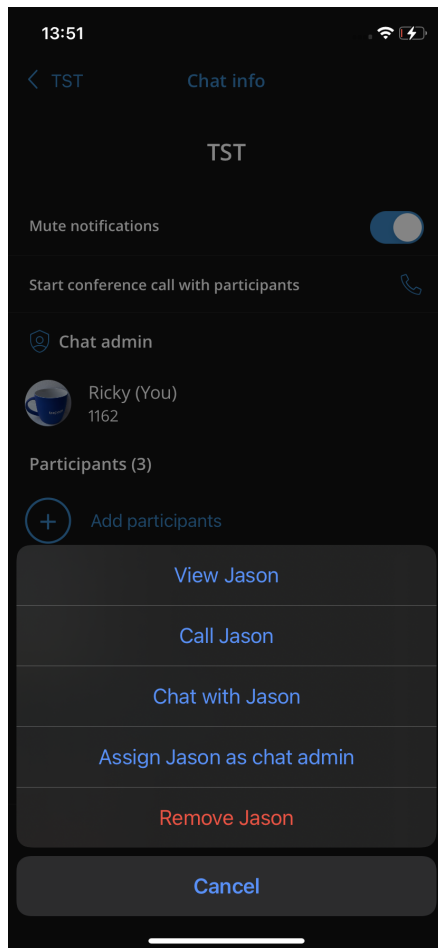 13:51
TST
Chat info
TST
Mute notifications
Start conference call with participants
Chat admin
Ricky (You)
1162
Participants (3)
Add participants
View Jason
Call Jason
Chat with Jason
Assign Jason as chat admin
Remove Jason
Cancel